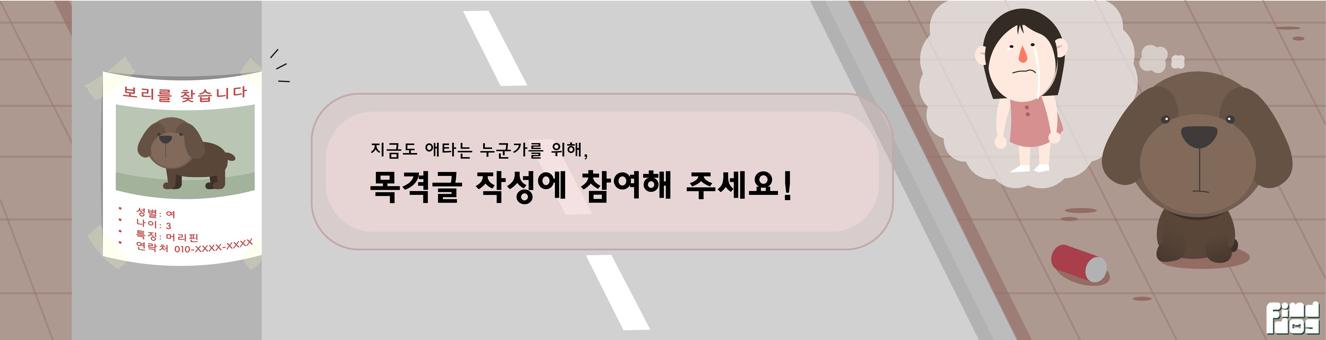 보리를 찾습니다
• 성별: 여
• 나이: 3
• 특징: 머리핀
• 연락처 010-XXXX-XXXX
지금도 애타는 누군가를 위해,
목격글 작성에 참여해 주세요!
Find
dog